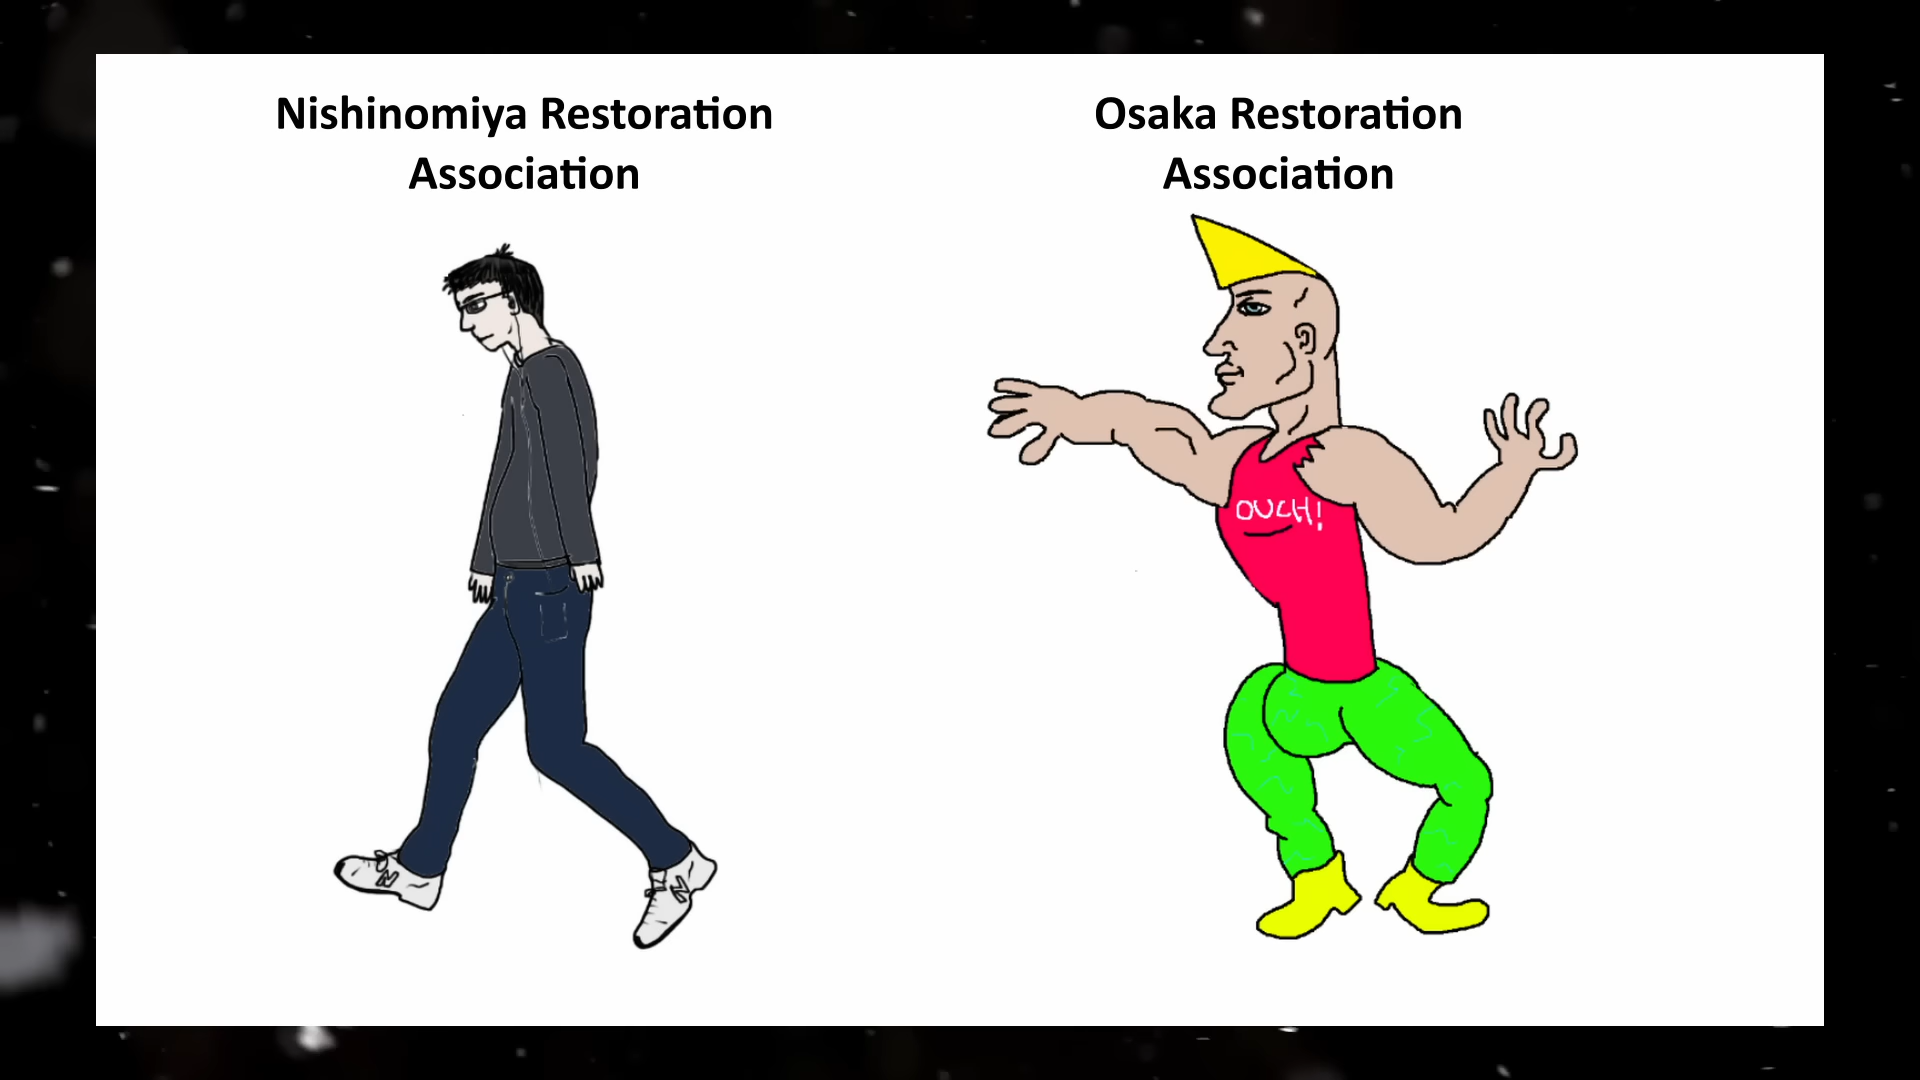 Nishinomiya Restoration
Association
Osaka Restoration
Association
OUCH!
N
N